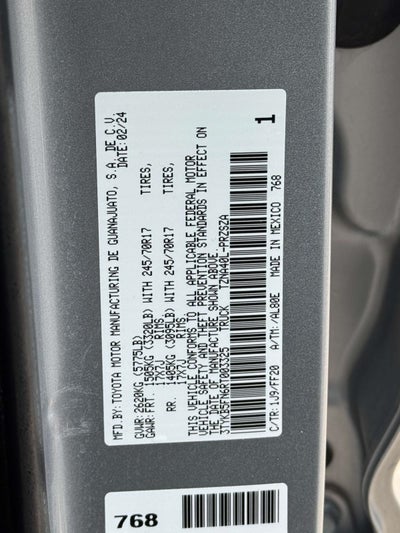 MFD.BY:TOYOTA MOTOR MANUFACTURING DE GUANAJUATO, S.A. DE C.V.
DATE: 02/24
GVWR: 2620KG (5775LB)
GAWR: FRT. 1505KG (3320LB) WITH 245/70R17 TIRES,
17X7J RIMS
RR. 1405KG (3095LB) WITH 245/70R17 TIRES,
17X7J RIMS
THIS VEHICLE CONFORMS TO ALL APPLICABLE FEDERAL MOTOR
VEHICLE SAFETY AND THEFT PREVENTION STANDARDS IN EFFECT ON
THE DATE OF MANUFACTURE SHOWN ABOVE.
3TYKB5FN6RT003325 TRUCK TZNA40L-PRZSZA
C/TR: 1J9/FF20 A/TM: /AL80E MADE IN MEXICO 768
1
768